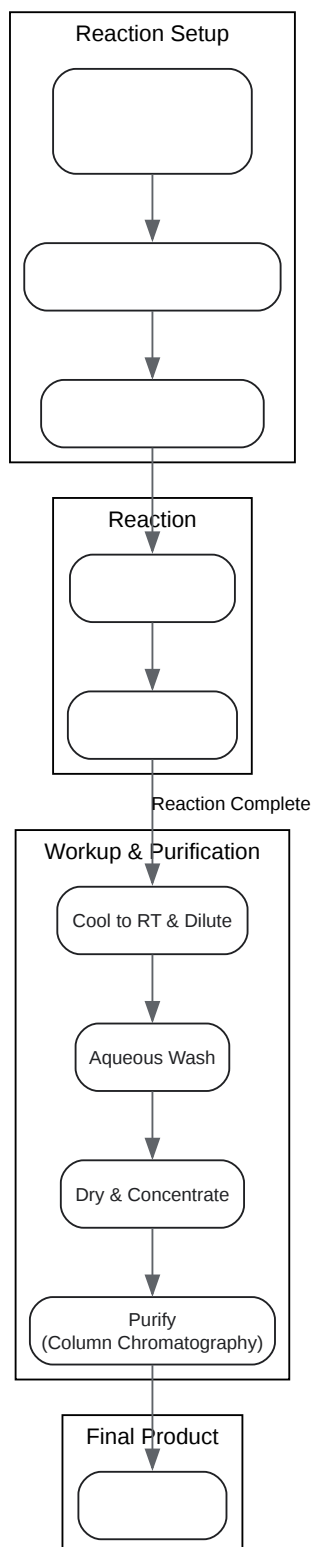 Reaction Setup
Reaction
Reaction Complete
Workup & Purification
Cool to RT & Dilute
Aqueous Wash
Dry & Concentrate
Purify
(Column Chromatography)
Final Product